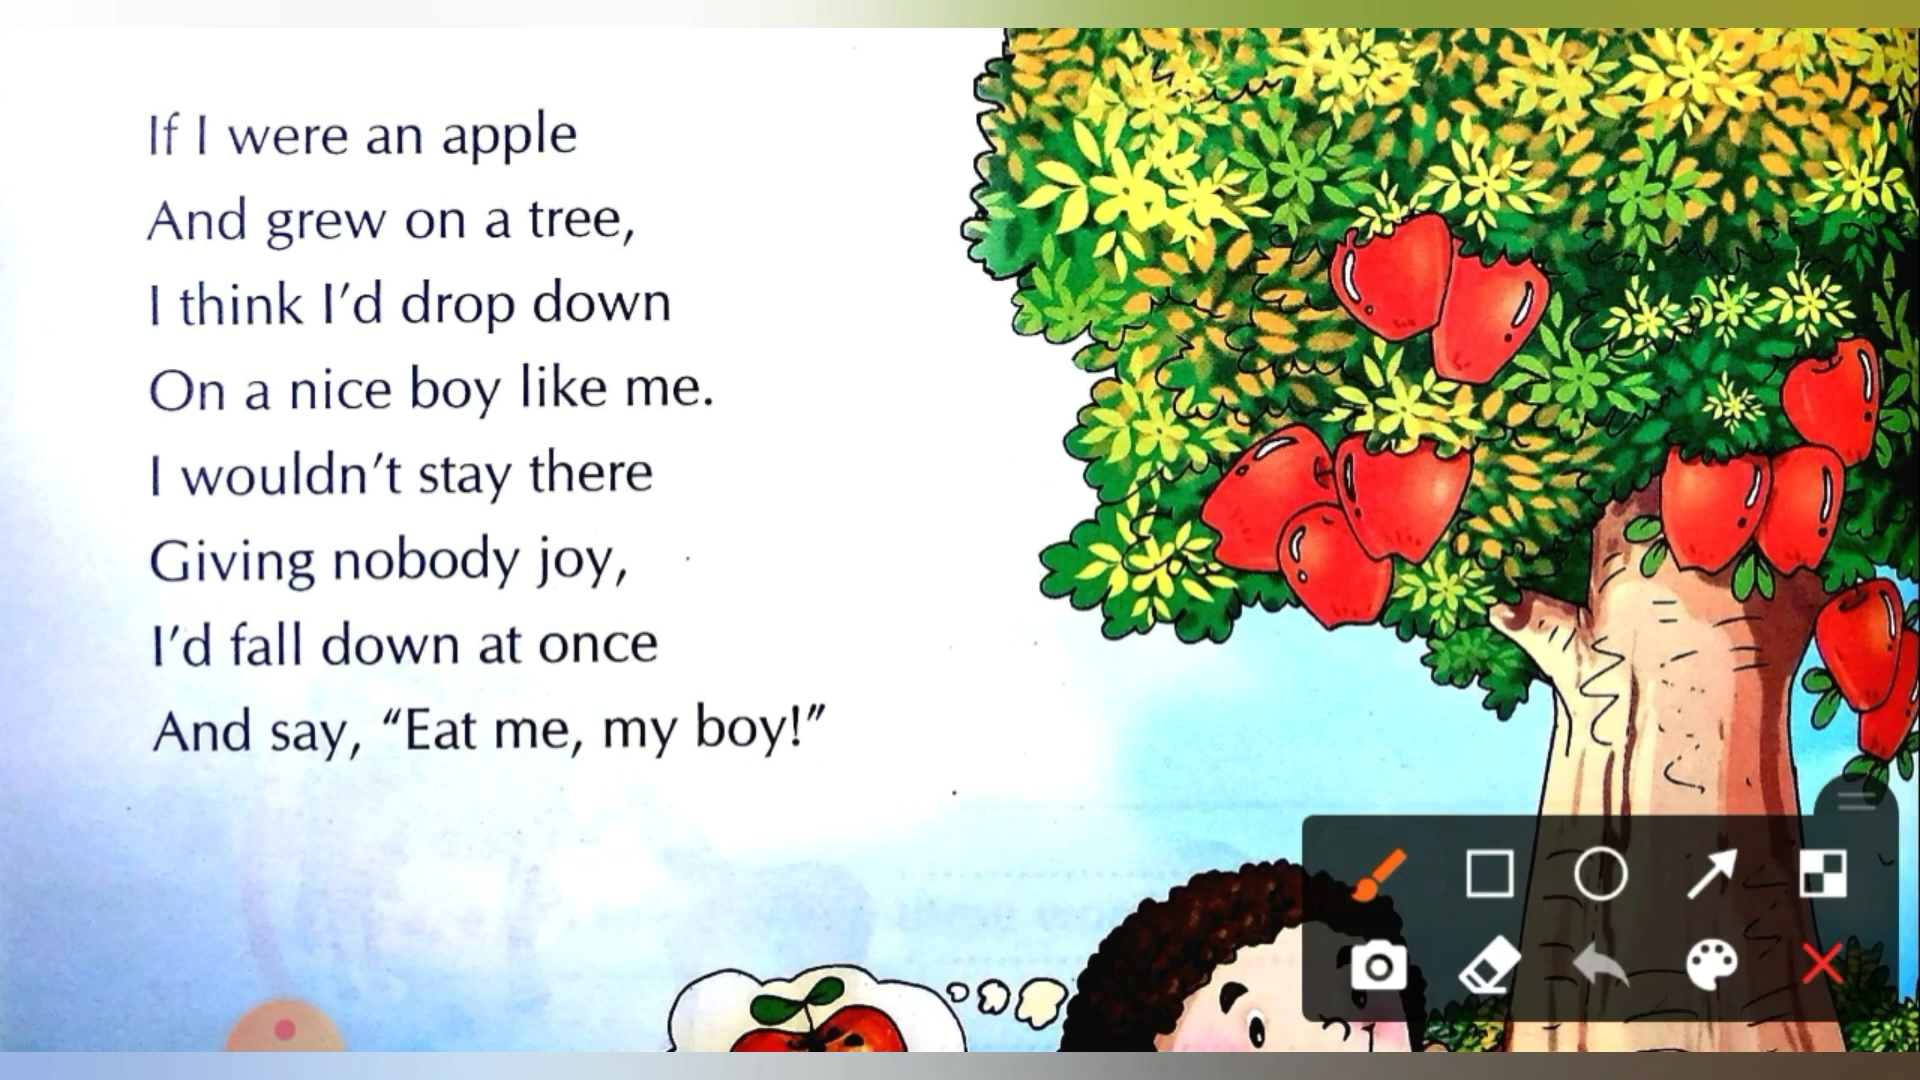 If I were an apple
And grew on a tree,
I think I’d drop down
On a nice boy like me.
I wouldn’t stay there
Giving nobody joy,
I’d fall down at once
And say, “Eat me, my boy!”